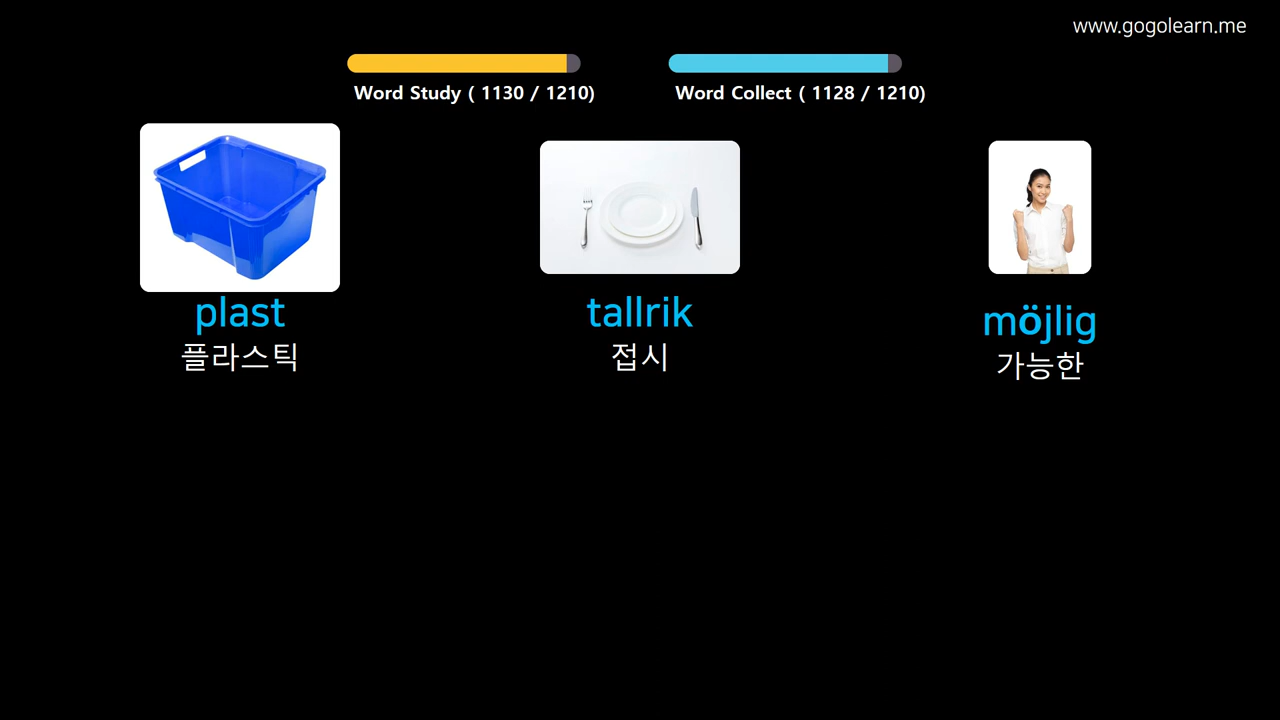 www.gogolearn.me
Word Study ( 1130 / 1210)
Word Collect ( 1128 / 1210)
plast
플라스틱
tallrik
접시
möjlig
가능한